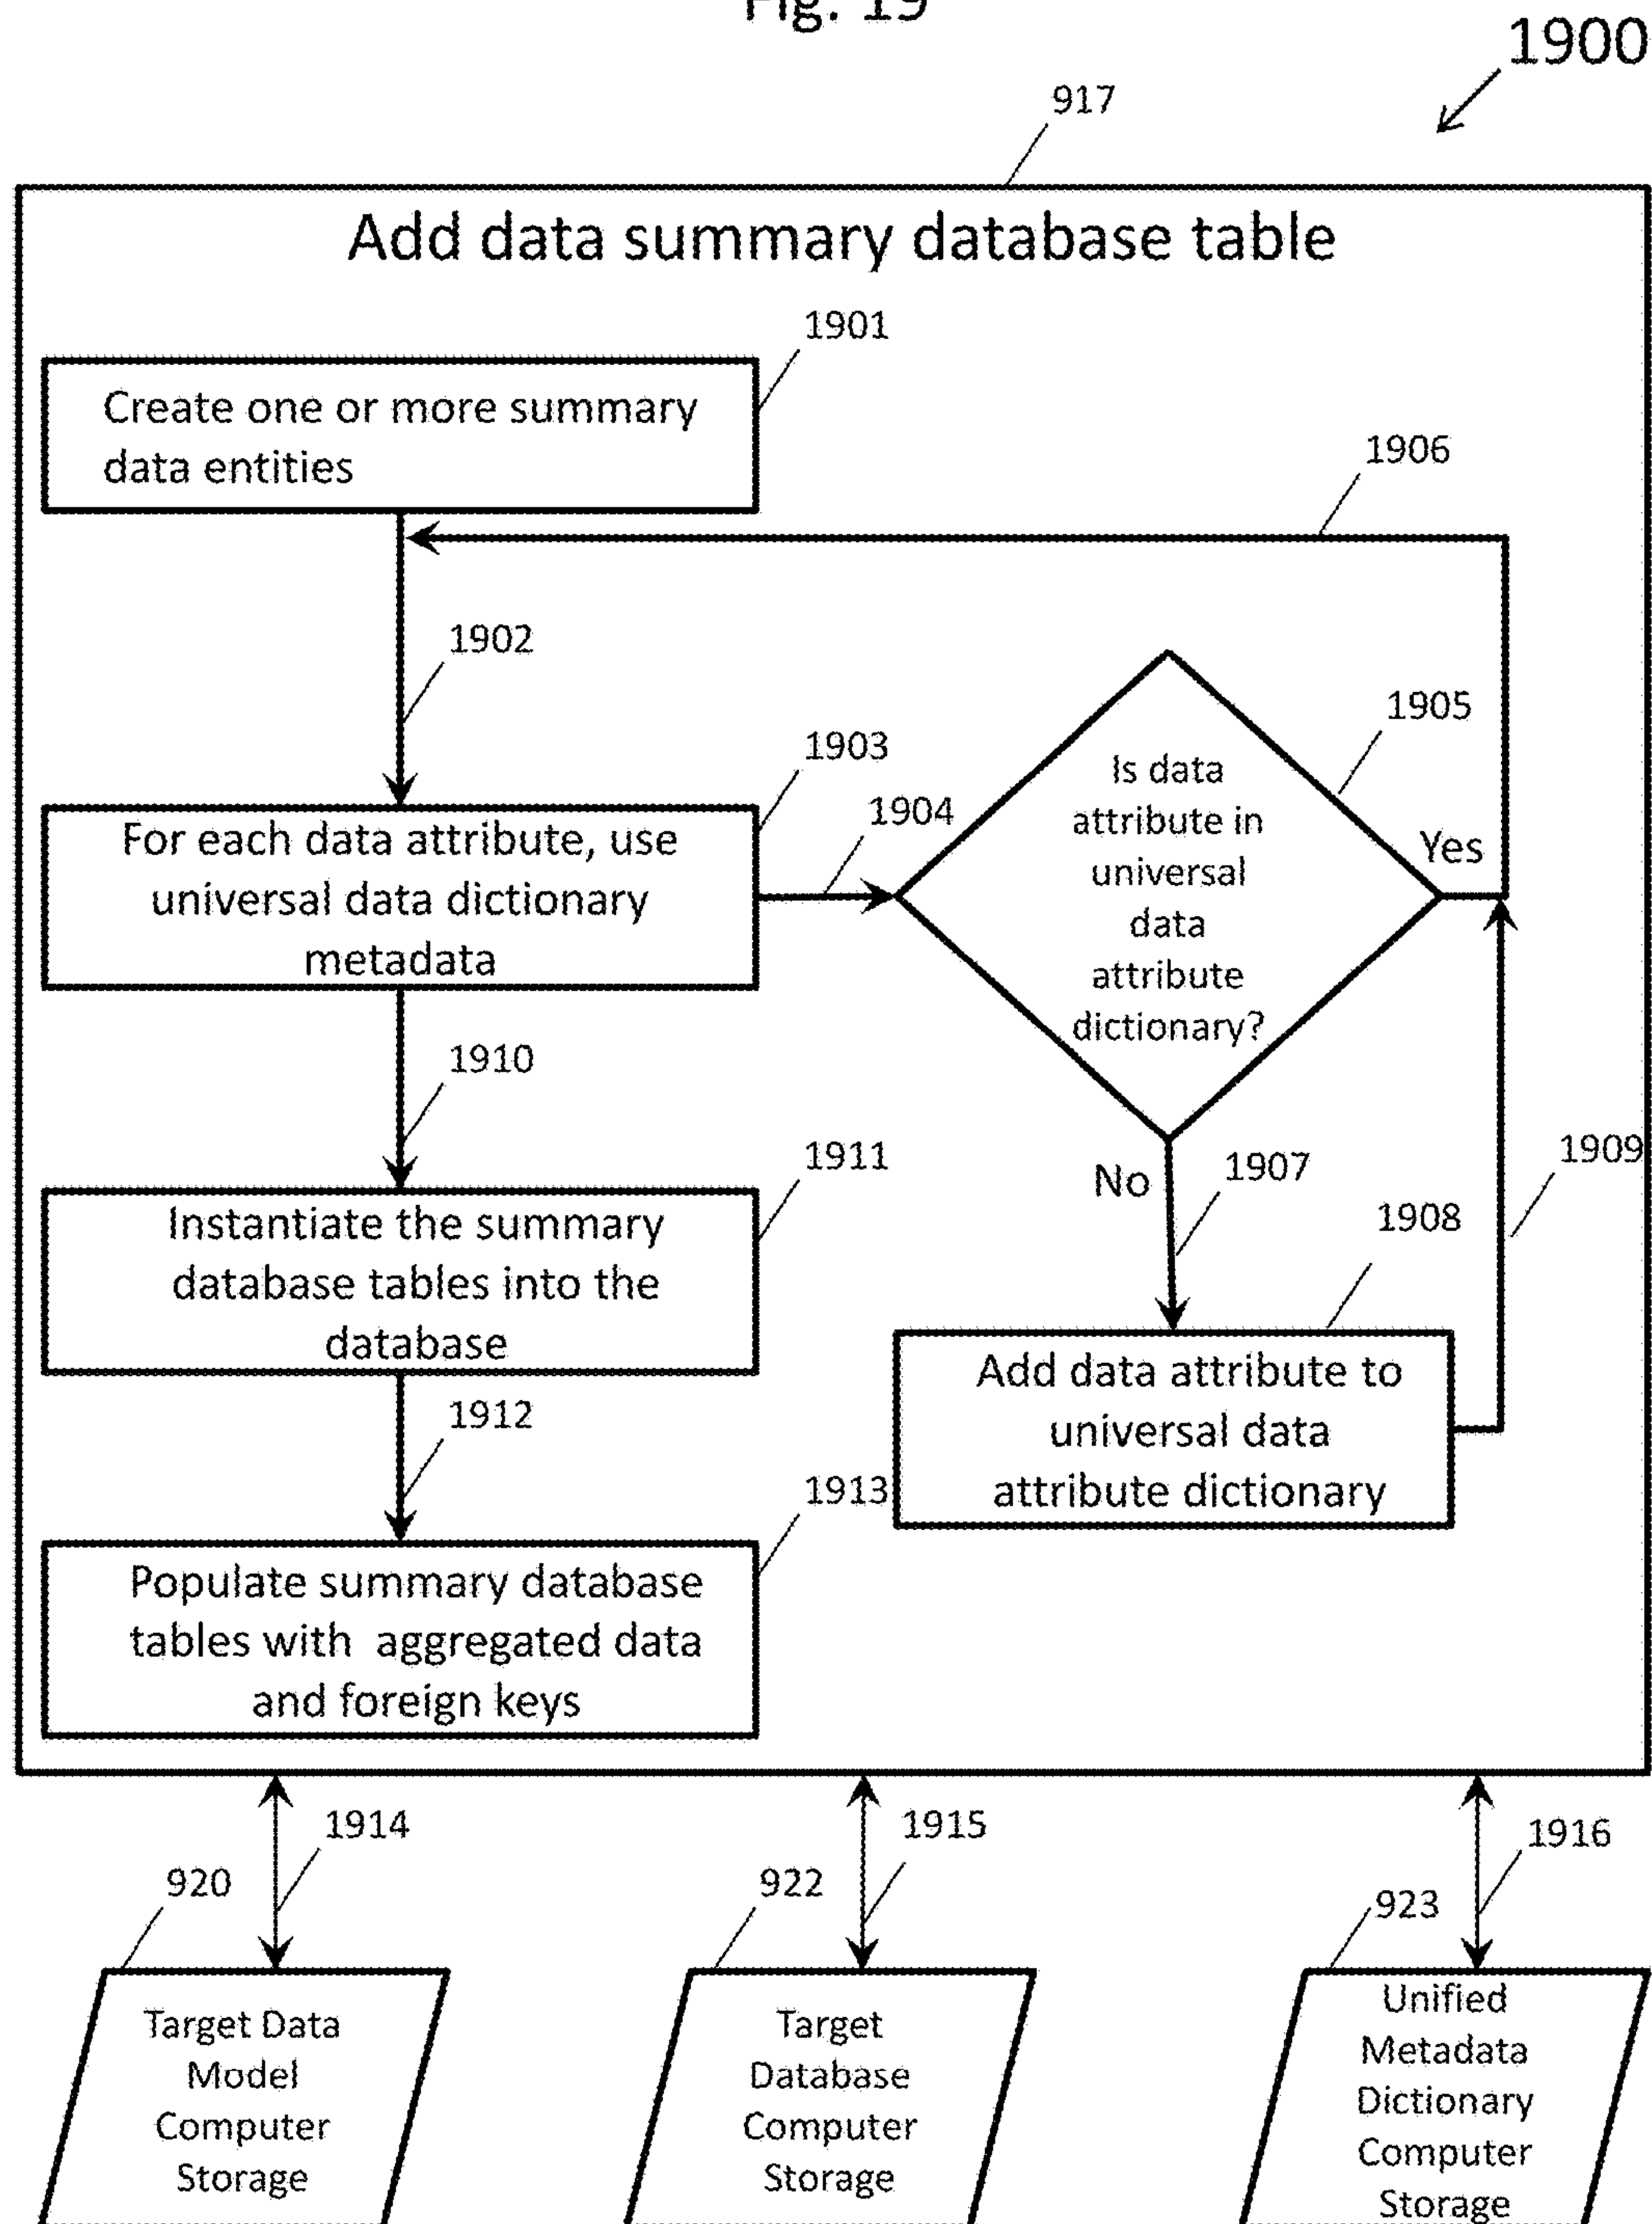 Fig. 19
1900
917
Add data summary database table
1901
Create one or more summary
data entities
1906
1902
1905
1903
1904
For each data attribute, use
universal data dictionary
metadata
Is data
attribute in
universal
data
attribute
dictionary?
Yes
1910
1911
No
1907
1909
1908
Instantiate the summary
database tables into the
database
Add data attribute to
universal data
attribute dictionary
1912
1913
Populate summary database
tables with aggregated data
and foreign keys
1914
1915
1916
920
922
923
Target Data
Model
Computer
Storage
Target
Database
Computer
Storage
Unified
Metadata
Dictionary
Computer
Storage